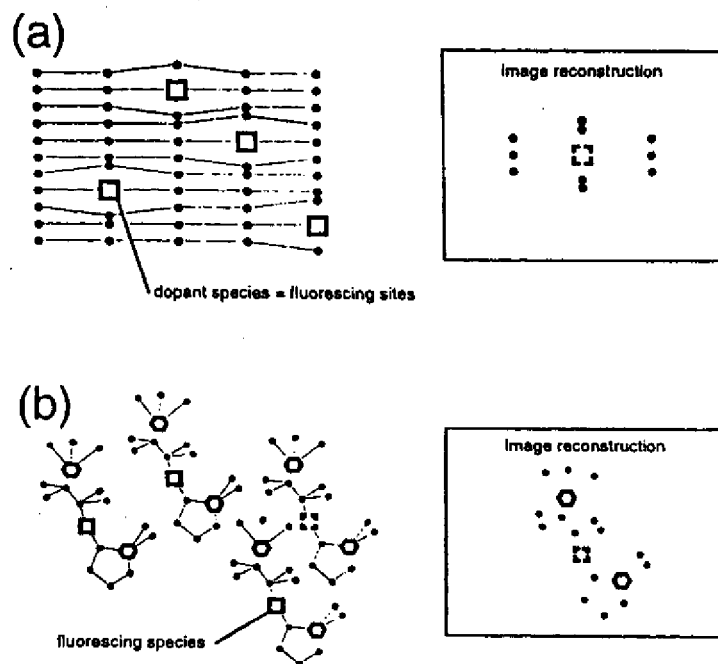 (a)
Image reconstruction
dopant species = fluorescing sites
(b)
Image reconstruction
fluorescing species